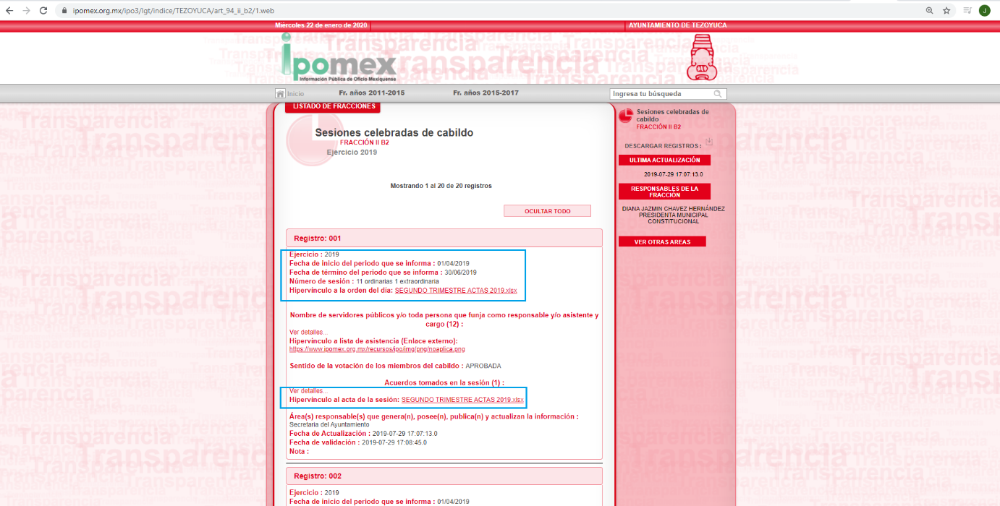 ipomex.org.mx/ipo3/lgt/indice/TEZOYUCA/art_94_ii_b2/1.web
J
Miércoles 22 de enero de 2020
AYUNTAMIENTO DE TEZOYUCA
ipomex
Información Pública de Oficio Mexiquense
Inicio
Fr. años 2011-2015
Fr. años 2015-2017
Ingresa tu búsqueda
LISTADO DE FRACCIONES
Sesiones celebradas de cabildo
FRACCIÓN II B2
Ejercicio 2019
Mostrando 1 al 20 de 20 registros
OCULTAR TODO
Registro: 001
Ejercicio : 2019
Fecha de inicio del periodo que se informa : 01/04/2019
Fecha de término del periodo que se informa : 30/06/2019
Número de sesión : 11 ordinarias 1 extraordinaria
Hipervínculo a la orden del día: SEGUNDO TRIMESTRE ACTAS 2019.xlsx
Nombre de servidores públicos y/o toda persona que funja como responsable y/o asistente y
cargo (12) :
Ver detalles...
Hipervínculo a lista de asistencia (Enlace externo):
https://www.ipomex.org.mx/recursos/ipo/img/png/noaplica.png
Sentido de la votación de los miembros del cabildo : APROBADA
Acuerdos tomados en la sesión (1) :
Ver detalles...
Hipervínculo al acta de la sesión: SEGUNDO TRIMESTRE ACTAS 2019.xlsx
Área(s) responsable(s) que genera(n), posee(n), publica(n) y actualizan la información :
Secretaria del Ayuntamiento
Fecha de Actualización : 2019-07-29 17:07:13.0
Fecha de validación : 2019-07-29 17:08:45.0
Nota :
Registro: 002
Ejercicio : 2019
Fecha de inicio del periodo que se informa : 01/04/2019
Sesiones celebradas de
cabildo
FRACCIÓN II B2
DESCARGAR REGISTROS :
ULTIMA ACTUALIZACIÓN
2019-07-29 17:07:13.0
RESPONSABLES DE LA
FRACCIÓN
DIANA JAZMIN CHAVEZ HERNÁNDEZ
PRESIDENTA MUNICIPAL
CONSTITUCIONAL
VER OTRAS AREAS
Transparencia